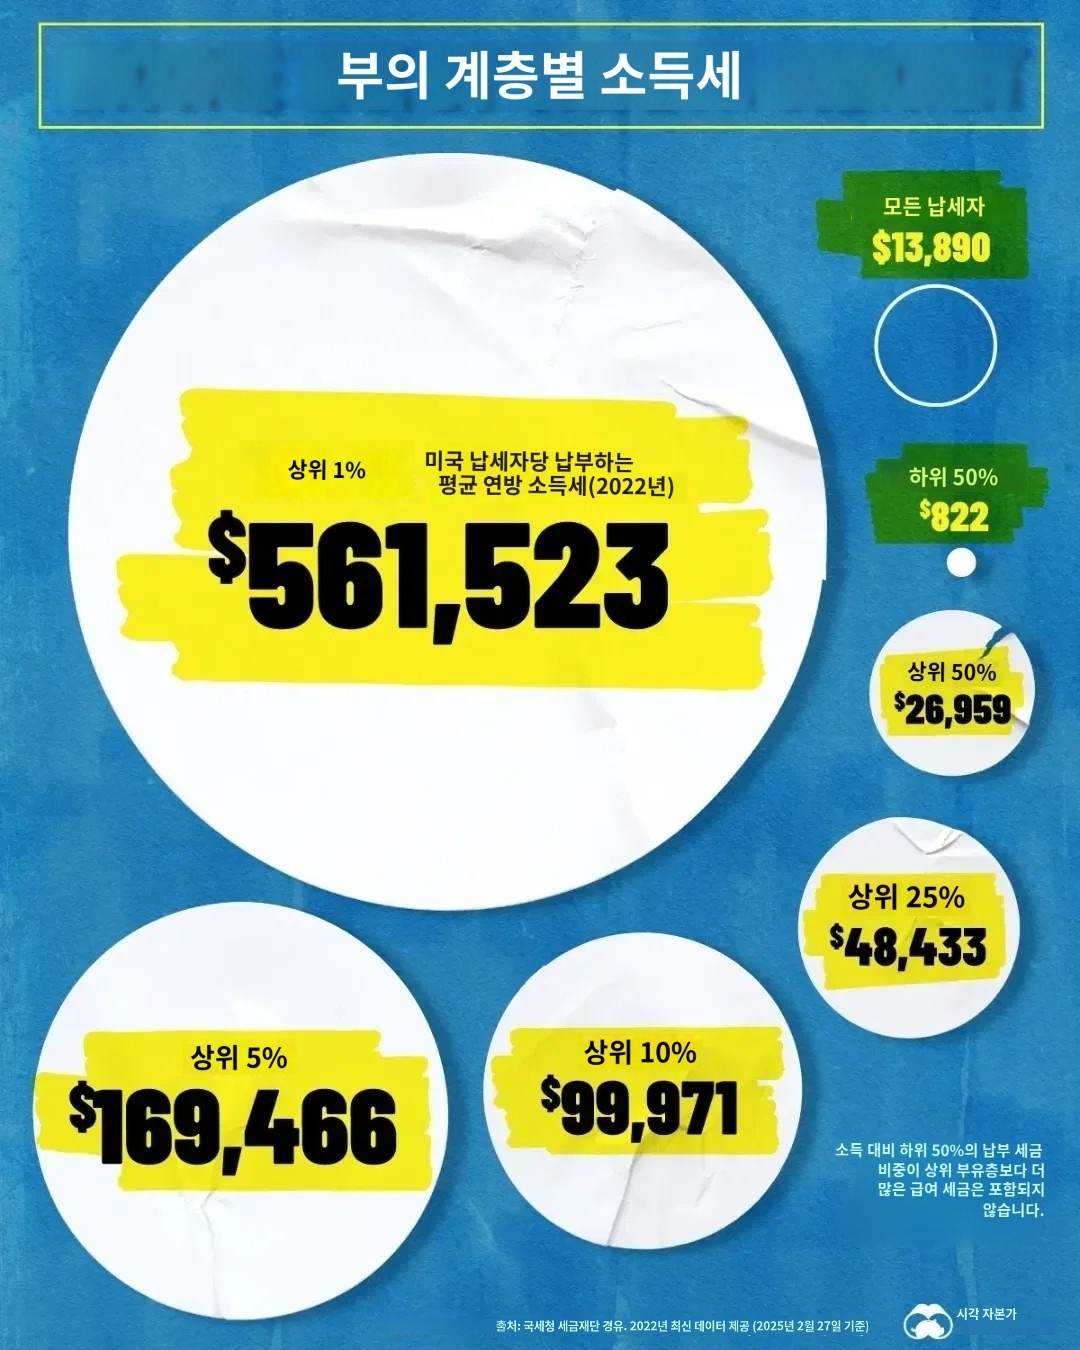 부의 계층별 소득세
모든 납세자
$13,890
상위 1%
미국 납세자당 납부하는
평균 연방 소득세(2022년)
$561,523
하위 50%
$822
상위 50%
$26,959
상위 25%
$48,433
상위 5%
$169,466
상위 10%
$99,971
소득 대비 하위 50%의 납부 세금
비중이 상위 부유층보다 더
많은 급여 세금은 포함되지
않습니다.
출처: 국세청 세금재단 경유. 2022년 최신 데이터 제공 (2025년 2월 27일 기준)
시각 자본가